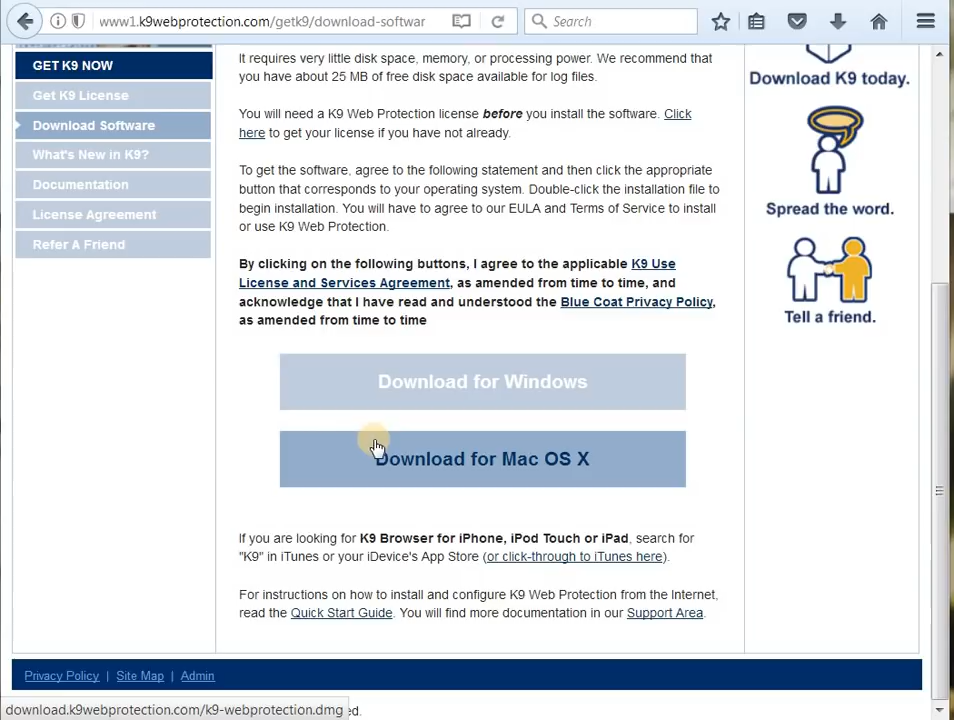 www1.k9webprotection.com/getk9/download-softwar
Search
GET K9 NOW
Get K9 License
Download Software
What's New in K9?
Documentation
License Agreement
Refer A Friend
It requires very little disk space, memory, or processing power. We recommend that
you have about 25 MB of free disk space available for log files.
You will need a K9 Web Protection license before you install the software. Click
here to get your license if you have not already.
To get the software, agree to the following statement and then click the appropriate
button that corresponds to your operating system. Double-click the installation file to
begin installation. You will have to agree to our EULA and Terms of Service to install
or use K9 Web Protection.
By clicking on the following buttons, I agree to the applicable K9 Use
License and Services Agreement, as amended from time to time, and
acknowledge that I have read and understood the Blue Coat Privacy Policy,
as amended from time to time
Download for Windows
Download for Mac OS X
If you are looking for K9 Browser for iPhone, iPod Touch or iPad, search for
"K9" in iTunes or your iDevice's App Store (or click-through to iTunes here).
For instructions on how to install and configure K9 Web Protection from the Internet,
read the Quick Start Guide. You will find more documentation in our Support Area.
Download K9 today.
Spread the word.
Tell a friend.
Privacy Policy | Site Map | Admin
download.k9webprotection.com/k9-webprotection.dmg
ed.